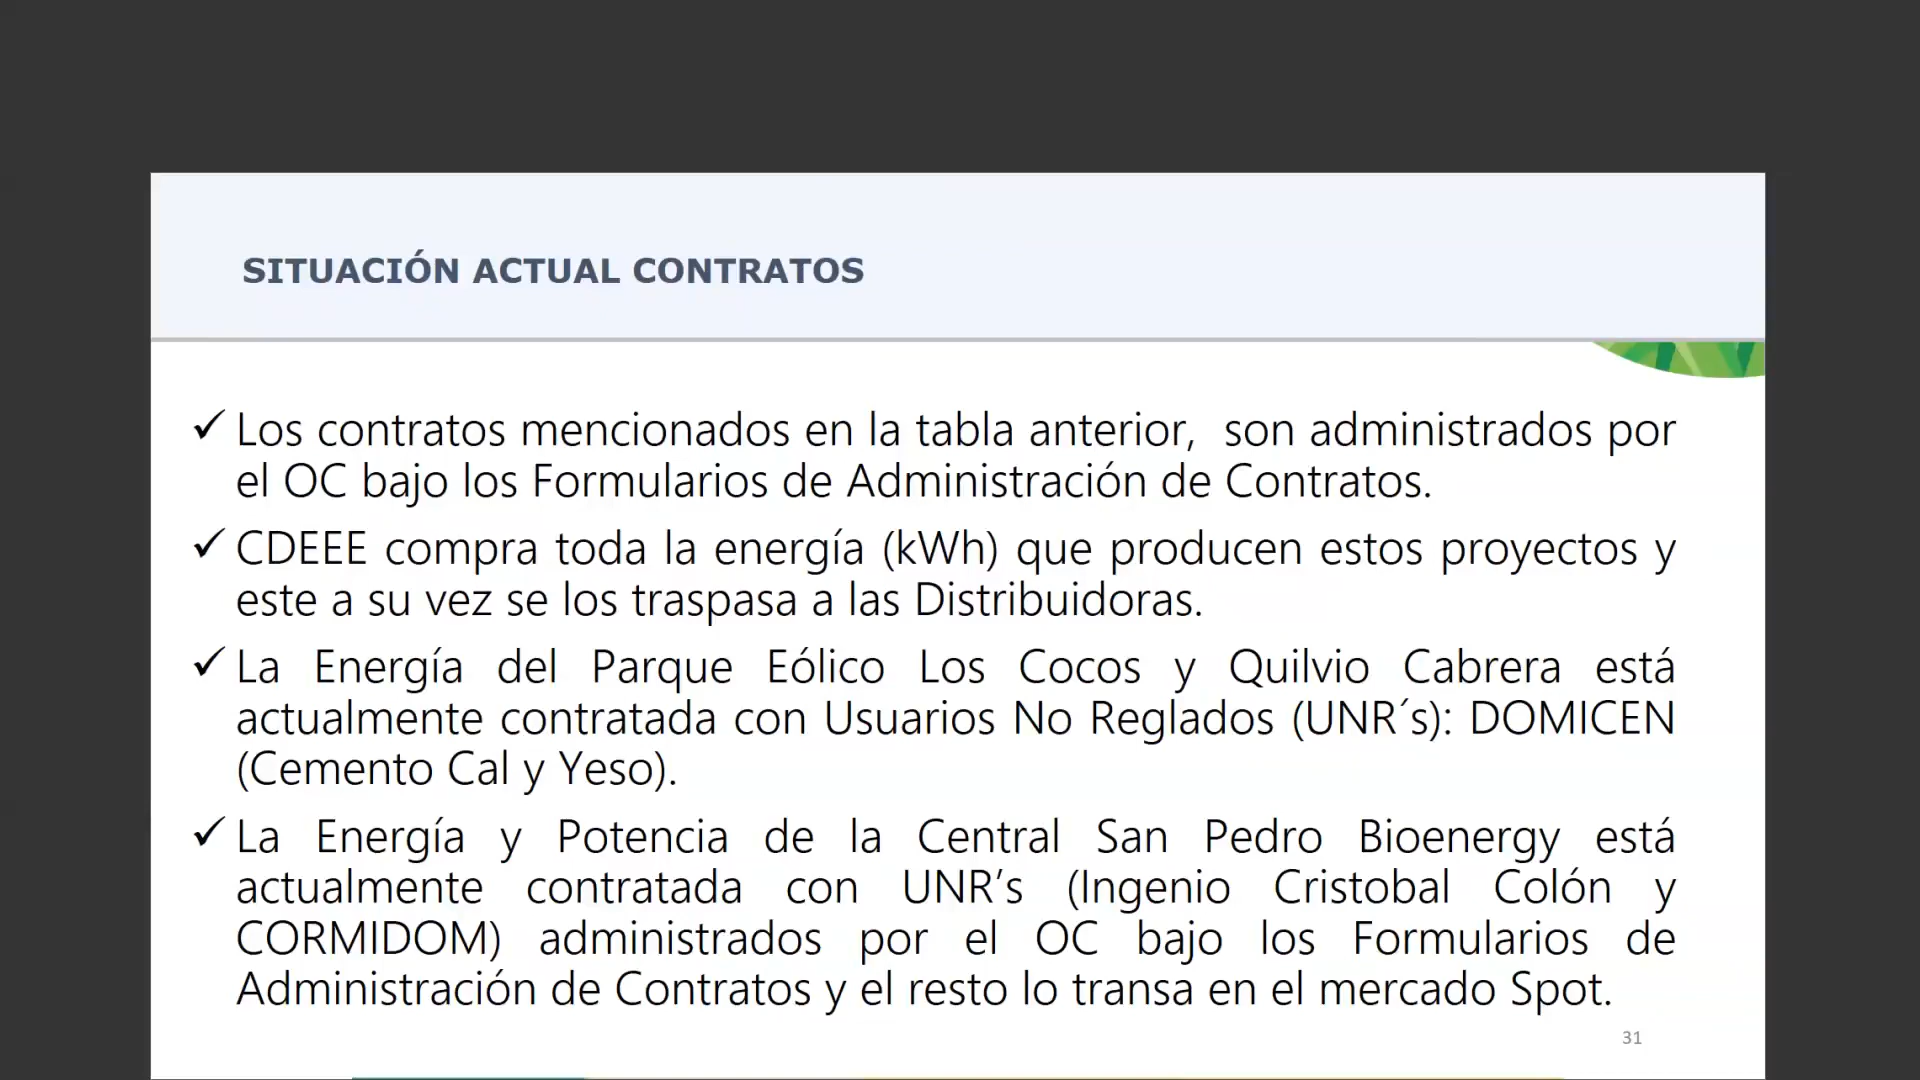 SITUACIÓN ACTUAL CONTRATOS
✓ Los contratos mencionados en la tabla anterior, son administrados por
el OC bajo los Formularios de Administración de Contratos.
✓ CDEEE compra toda la energía (kWh) que producen estos proyectos y
este a su vez se los traspasa a las Distribuidoras.
✓ La Energía del Parque Eólico Los Cocos y Quilvio Cabrera está
actualmente contratada con Usuarios No Reglados (UNR´s): DOMICEN
(Cemento Cal y Yeso).
✓ La Energía y Potencia de la Central San Pedro Bioenergy está
actualmente contratada con UNR’s (Ingenio Cristobal Colón y
CORMIDOM) administrados por el OC bajo los Formularios de
Administración de Contratos y el resto lo transa en el mercado Spot.
31